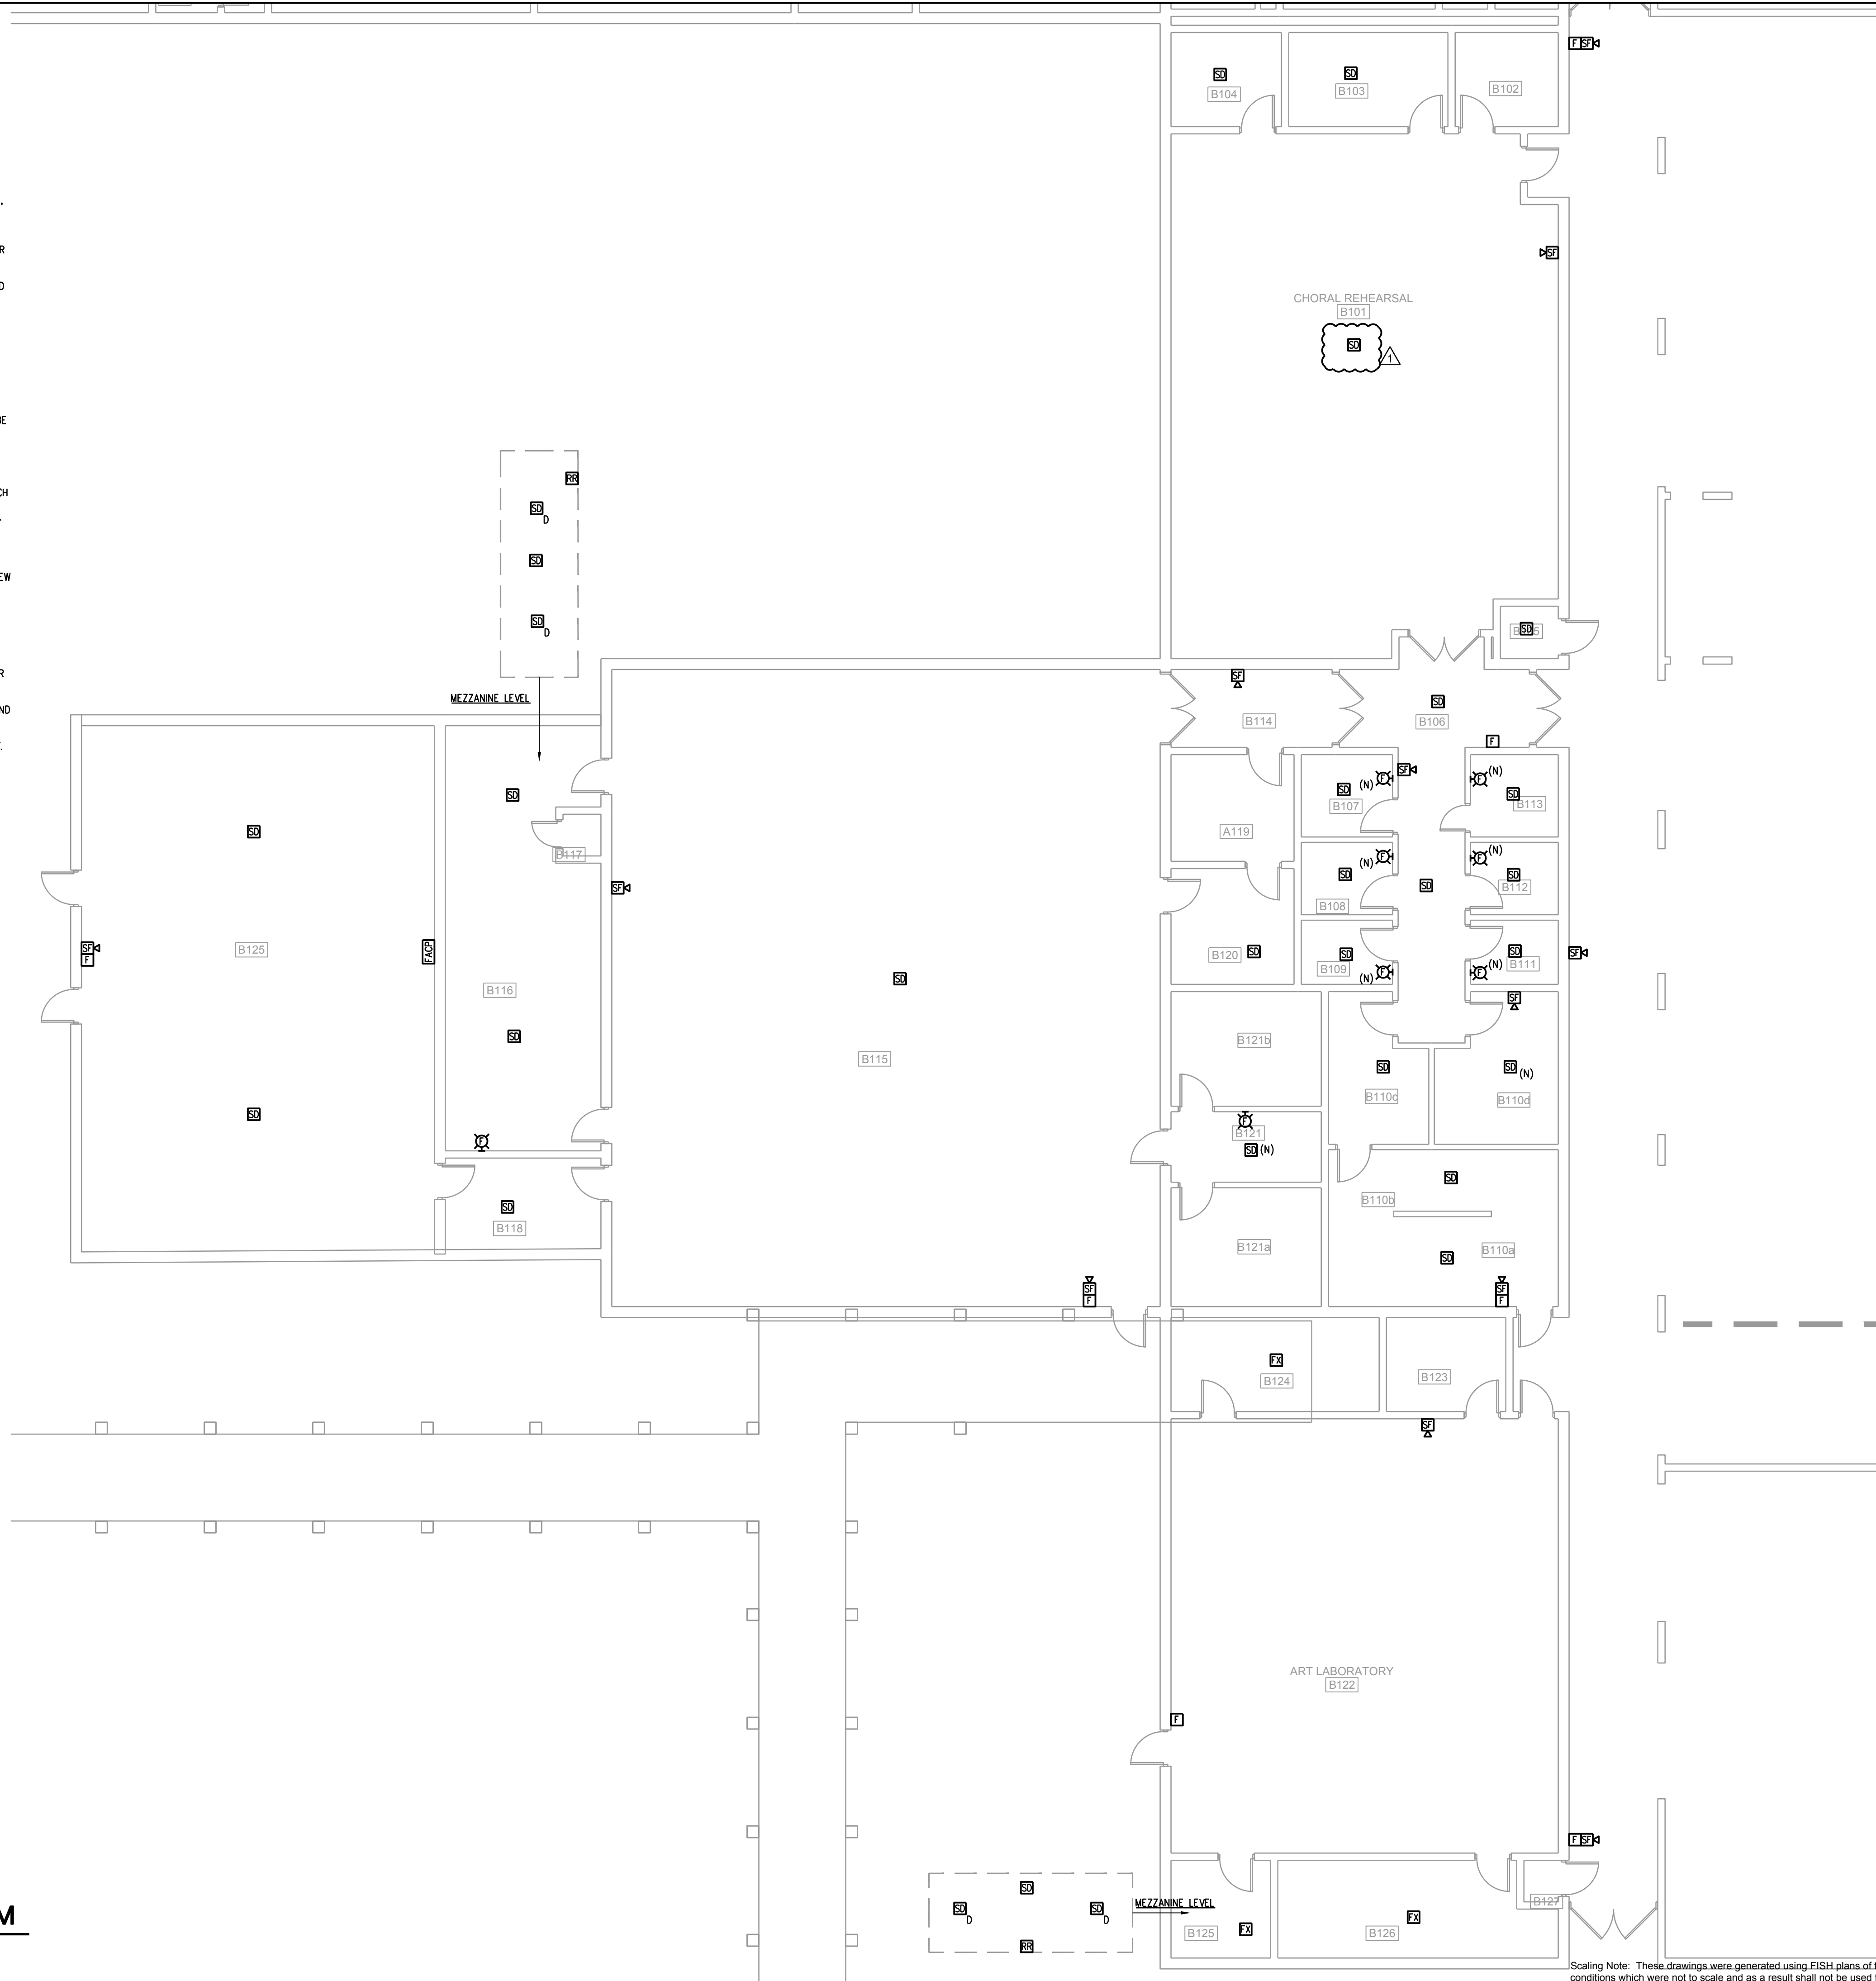 R
D
DE
CH
EW
R
ND
M
F SF
SD
B104
SD
B103
B102
SF
CHORAL REHEARSAL
B101
SD
1
RR
SD
D
SD
SD
D
MEZZANINE LEVEL
SD
SF
B114
SD
B106
F
SF
SD
(N) F
B107
F (N)
SD
B113
A119
SD
B117
SD
SF
(N) F
SD
B108
F (N)
SD
B112
SD
SF
F
B125
FACP
B116
SD
B120
SD
SD
B109
(N) F
F (N)
SD
B111
SF
SF
SD
B115
B121b
SD
B110c
SD (N)
B110d
SD
F
F
B121
SD (N)
SD
B118
SD
B110b
B121a
B110a
SD
SF
F
SF
F
FX
B124
B123
SF
ART LABORATORY
B122
F
F SF
SD
SD
D
SD
D
RR
MEZZANINE LEVEL
B125
FX
FX
B126
B127
Scaling Note: These drawings were generated using FISH plans of
conditions which were not to scale and as a result shall not be used